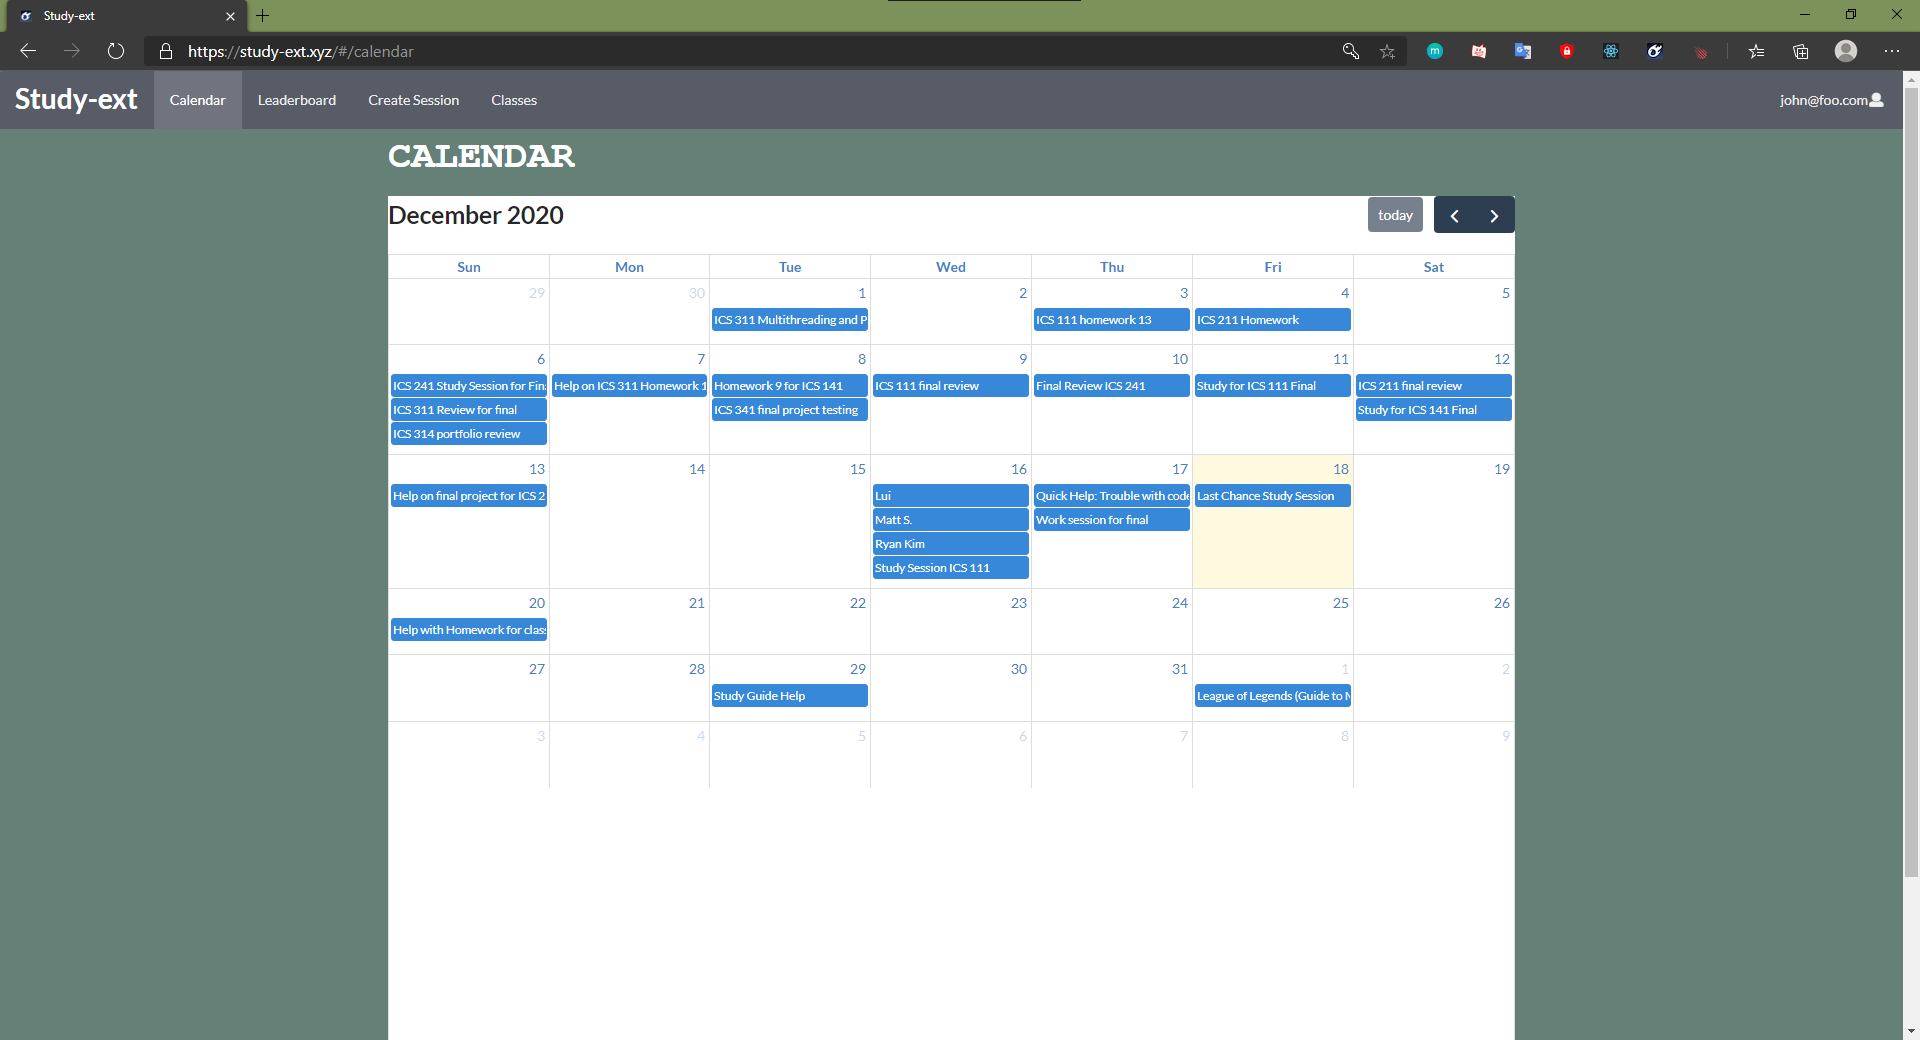 Study-ext
https://study-ext.xyz/#/calendar
Study-ext Calendar Leaderboard Create Session Classes john@foo.com
CALENDAR
December 2020 today
Sun Mon Tue Wed Thu Fri Sat
29 30 1 2 3 4 5
ICS 311 Multithreading and P ICS 111 homework 13 ICS 211 Homework
6 7 8 9 10 11 12
ICS 241 Study Session for Fin Help on ICS 311 Homework 1 Homework 9 for ICS 141 ICS 111 final review Final Review ICS 241 Study for ICS 111 Final ICS 211 final review
ICS 311 Review for final ICS 341 final project testing Study for ICS 141 Final
ICS 314 portfolio review
13 14 15 16 17 18 19
Help on final project for ICS 2 Lui Quick Help: Trouble with code Last Chance Study Session
Matt S. Work session for final
Ryan Kim
Study Session ICS 111
20 21 22 23 24 25 26
Help with Homework for class
27 28 29 30 31 1 2
Study Guide Help League of Legends (Guide to M
3 4 5 6 7 8 9